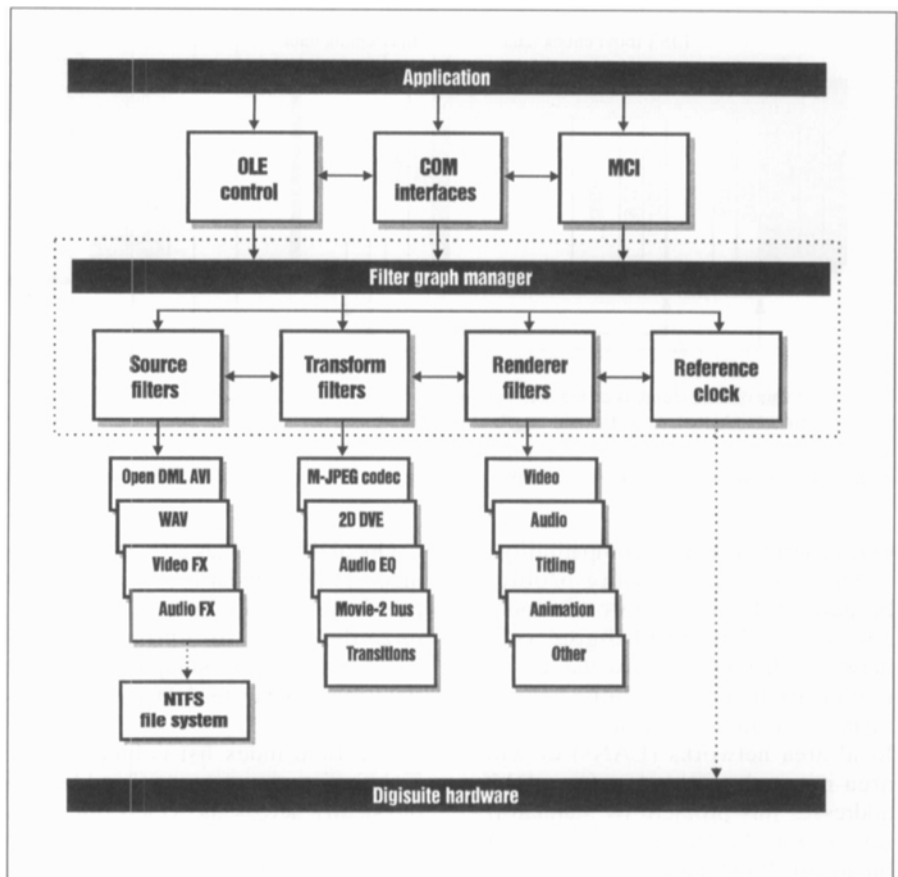 Application
OLE
control
COM
interfaces
MCI
Filter graph manager
Source
filters
Transform
filters
Renderer
filters
Reference
clock
Open DML AVI
WAV
Video FX
Audio FX
NTFS
file system
M-JPEG codec
2D DVE
Audio EQ
Movie-2 bus
Transitions
Video
Audio
Titling
Animation
Other
Digisuite hardware